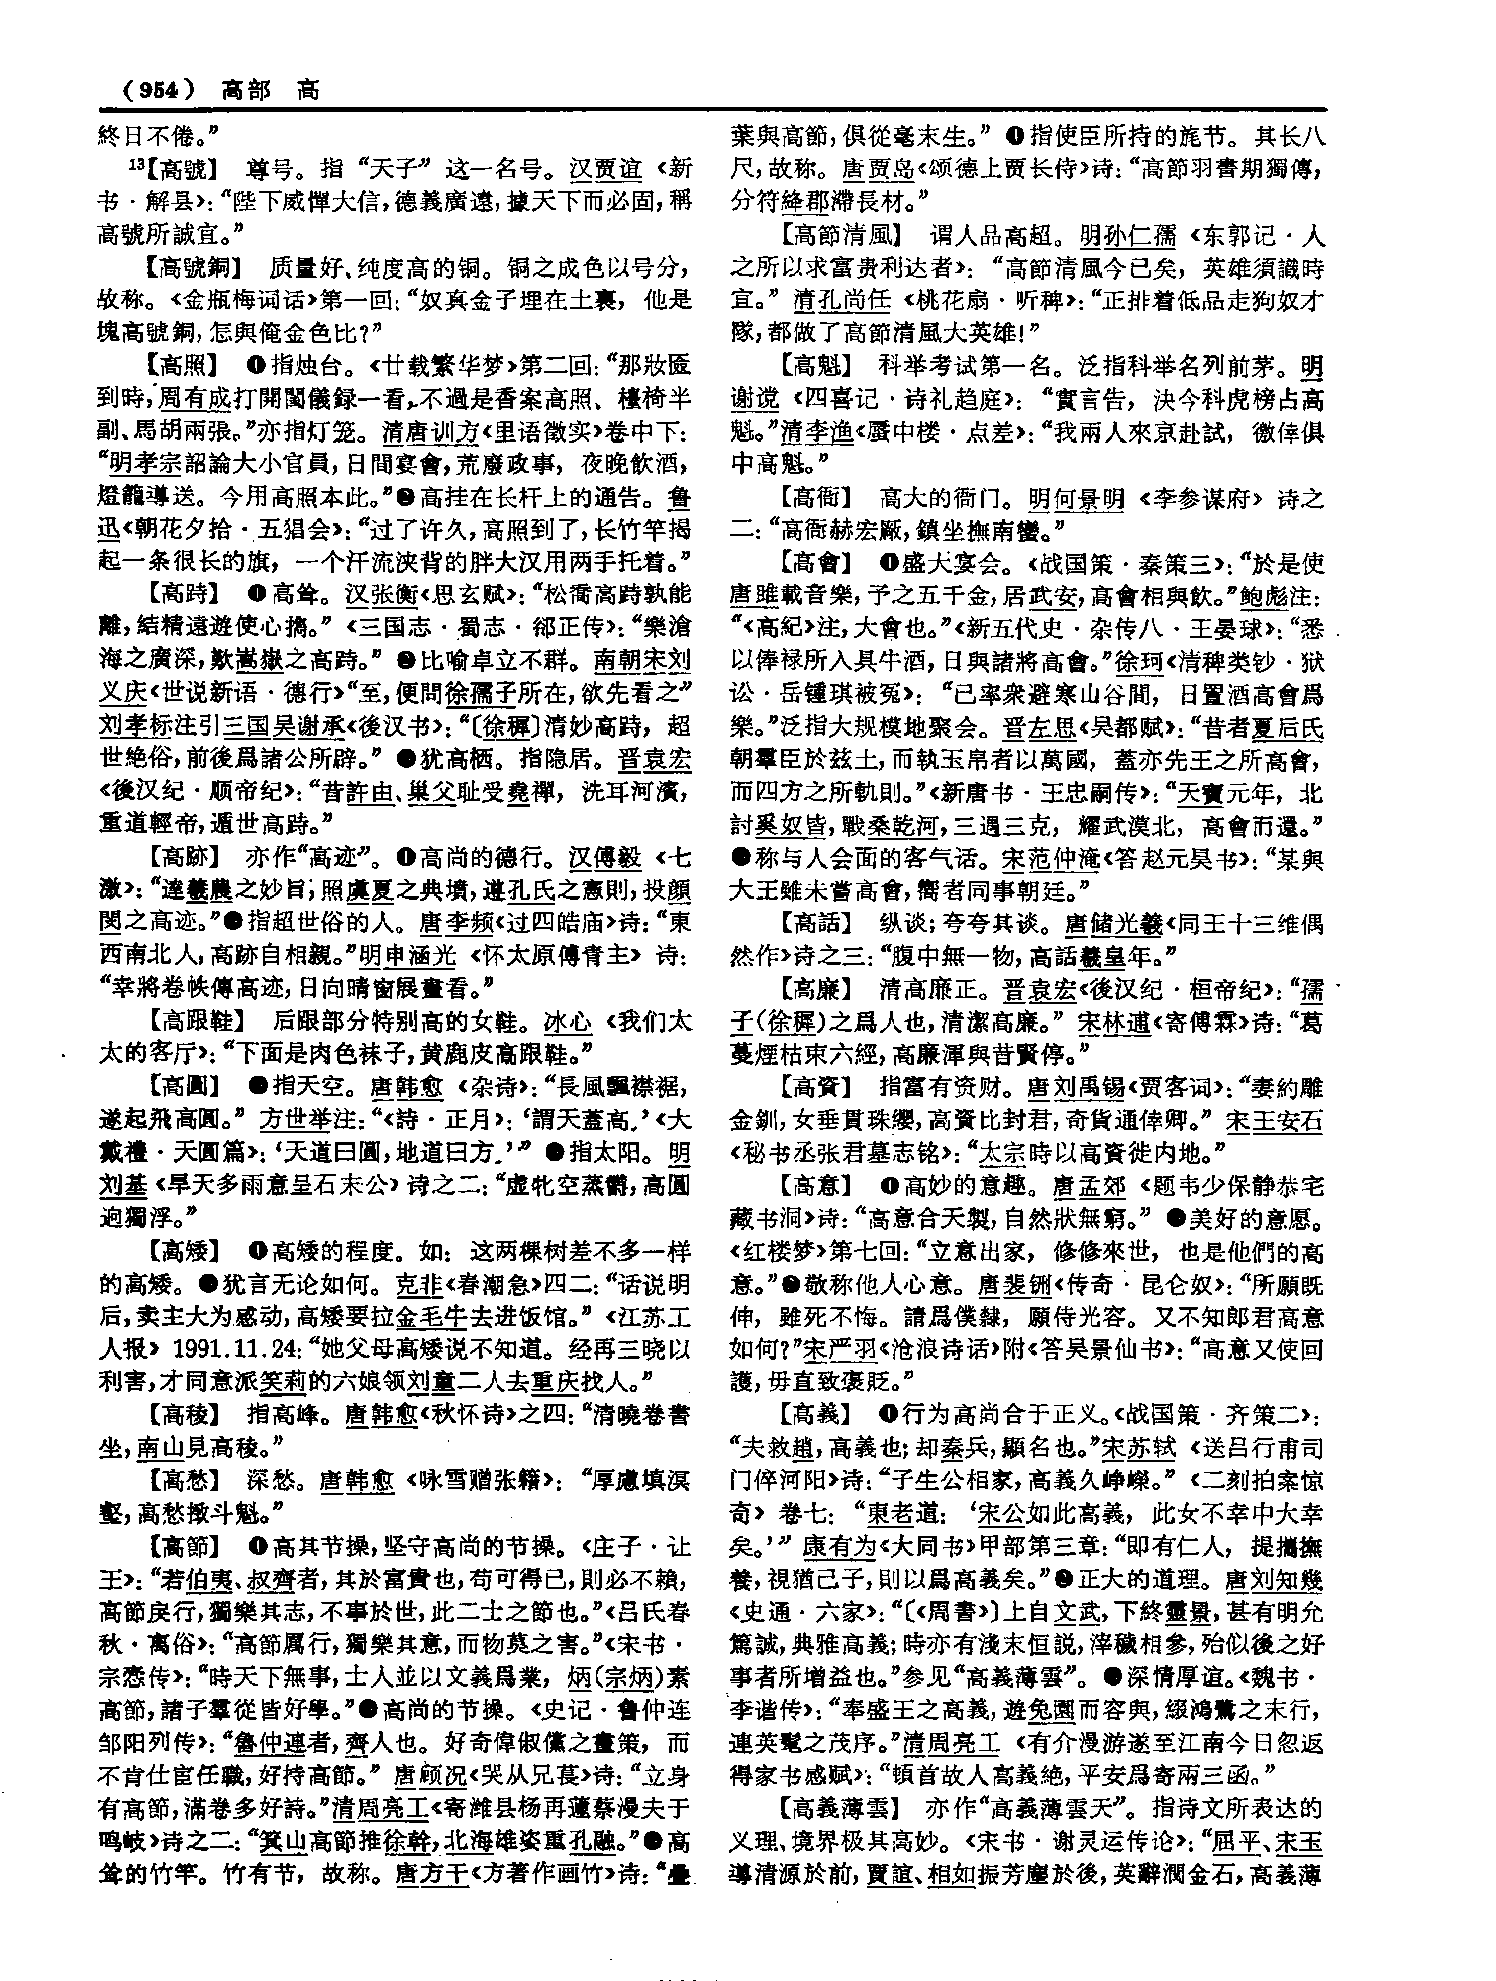 （954） 高部 高
終日不倦。”
13【高號】 尊号。指“天子”这一名号。汉贾谊《新
书·解县》：“陛下威憚大信，德義廣遠，據天下而必固，稱
高號所誠宜。”
【高號銅】 质量好、纯度高的铜。铜之成色以号分，
故称。《金瓶梅词话》第一回：“奴真金子埋在土裏，他是
塊高號銅，怎與俺金色比？”
【高照】 ❶指烛台。《廿载繁华梦》第二回：“那妝匳
到時，周有成打開閨儀録一看，不過是香案高照、檯椅半
副、馬胡兩張。”亦指灯笼。清唐训方《里语徵实》卷中下：
“明孝宗詔諭大小官員，日間宴會，荒廢政事，夜晚飲酒，
燈籠導送。今用高照本此。”❷高挂在长杆上的通告。鲁
迅《朝花夕拾·五猖会》：“过了许久，高照到了，长竹竿揭
起一条很长的旗，一个汗流浃背的胖大汉用两手托着。”
【高跱】 ❶高耸。汉张衡《思玄赋》：“松喬高跱孰能
離，結精遠遊使心攜。”《三国志·蜀志·郤正传》：“樂滄
海之廣深，歎嵩嶽之高跱。”❷比喻卓立不群。南朝宋刘
义庆《世说新语·德行》“至，便問徐孺子所在，欲先看之”
刘孝标注引三国吴谢承《後汉书》：“〔徐穉〕清妙高跱，超
世絶俗，前後爲諸公所辟。”❸犹高栖。指隐居。晋袁宏
《後汉纪·顺帝纪》：“昔許由、巢父耻受堯禪，洗耳河濱，
重道輕帝，遁世高跱。”
【高跡】 亦作“高迹”。❶高尚的德行。汉傅毅《七
激》：“達羲農之妙旨，照虞夏之典墳，遵孔氏之憲則，投顔
閔之高迹。”❷指超世俗的人。唐李频《过四皓庙》诗：“東
西南北人，高跡自相親。”明申涵光《怀太原傅青主》诗：
“幸將卷帙傳高迹，日向晴窗展畫看。”
【高跟鞋】 后跟部分特别高的女鞋。冰心《我们太
太的客厅》：“下面是肉色袜子，黄鹿皮高跟鞋。”
【高圓】 ❶指天空。唐韩愈《杂诗》：“長風飄襟裾，
遂起飛高圓。”方世举注：“《詩·正月》：‘謂天蓋高。’《大
戴禮·天圓篇》：‘天道曰圓，地道曰方。’”❷指太阳。明
刘基《旱天多雨意呈石末公》诗之二：“虚牝空蒸鬱，高圓
迥獨浮。”
【高矮】 ❶高矮的程度。如：这两棵树差不多一样
的高矮。❷犹言无论如何。克非《春潮急》四二：“话说明
后，卖主大为感动，高矮要拉金毛牛去进饭馆。”《江苏工
人报》1991.11.24：“她父母高矮说不知道。经再三晓以
利害，才同意派笑莉的六娘领刘童二人去重庆找人。”
【高稜】 指高峰。唐韩愈《秋怀诗》之四：“清曉卷書
坐，南山見高稜。”
【高愁】 深愁。唐韩愈《咏雪赠张籍》：“厚慮填溟
壑，高愁撳斗魁。”
【高節】 ❶高其节操，坚守高尚的节操。《庄子·让
王》：“若伯夷、叔齊者，其於富貴也，苟可得已，則必不賴，
高節戾行，獨樂其志，不事於世，此二士之節也。”《吕氏春
秋·离俗》：“高節厲行，獨樂其意，而物莫之害。”《宋书·
宗悫传》：“時天下無事，士人並以文義爲業，炳（宗炳）素
高節，諸子羣從皆好學。”❷高尚的节操。《史记·鲁仲连
邹阳列传》：“魯仲連者，齊人也。好奇偉俶儻之畫策，而
不肯仕宦任職，好持高節。”唐顾况《哭从兄苌》诗：“立身
有高節，滿卷多好詩。”清周亮工《寄潍县杨再蓮蔡漫夫于
鸣岐》诗之二：“箕山高節推徐幹，北海雄姿重孔融。”❸高
耸的竹竿。竹有节，故称。唐方干《方著作画竹》诗：“疊
葉與高節，俱從毫末生。”❹指使臣所持的旄节。其长八
尺，故称。唐贾岛《颂德上贾长侍》诗：“高節羽書期獨傳，
分符絳郡滯長材。”
【高節清風】 谓人品高超。明孙仁孺《东郭记·人
之所以求富贵利达者》：“高節清風今已矣，英雄須識時
宜。”清孔尚任《桃花扇·听稗》：“正排着低品走狗奴才
隊，都做了高節清風大英雄！”
【高魁】 科举考试第一名。泛指科举名列前茅。明
谢谠《四喜记·诗礼趋庭》：“實言告，決今科虎榜占高
魁。”清李渔《蜃中楼·点差》：“我兩人來京赴試，徼倖俱
中高魁。”
【高衙】 高大的衙门。明何景明《李参谋府》诗之
二：“高衙赫宏厰，鎮坐撫南蠻。”
【高會】 ❶盛大宴会。《战国策·秦策三》：“於是使
唐雎載音樂，予之五千金，居武安，高會相與飲。”鲍彪注：
“《高紀》注，大會也。”《新五代史·杂传八·王晏球》：“悉
以俸禄所入具牛酒，日與諸將高會。”徐珂《清稗类钞·狱
讼·岳锺琪被冤》：“已率衆避寒山谷間，日置酒高會爲
樂。”泛指大规模地聚会。晋左思《吴都赋》：“昔者夏后氏
朝羣臣於兹土，而執玉帛者以萬國，蓋亦先王之所高會，
而四方之所軌則。”《新唐书·王忠嗣传》：“天寶元年，北
討奚奴皆，戰桑乾河，三遇三克，耀武漠北，高會而還。”
❷称与人会面的客气话。宋范仲淹《答赵元昊书》：“某與
大王雖未嘗高會，嚮者同事朝廷。”
【高話】 纵谈；夸夸其谈。唐储光羲《同王十三维偶
然作》诗之三：“腹中無一物，高話羲皇年。”
【高廉】 清高廉正。晋袁宏《後汉纪·桓帝纪》：“孺
子（徐穉）之爲人也，清潔高廉。”宋林逋《寄傅霖》诗：“葛
蔓煙枯束六經，高廉渾與昔賢停。”
【高資】 指富有资财。唐刘禹锡《贾客词》：“妻約雕
金釧，女垂貫珠纓，高資比封君，奇貨通倖卿。”宋王安石
《秘书丞张君墓志铭》：“太宗時以高資徙内地。”
【高意】 ❶高妙的意趣。唐孟郊《题韦少保静恭宅
藏书洞》诗：“高意合天製，自然狀無窮。”❷美好的意愿。
《红楼梦》第七回：“立意出家，修修來世，也是他們的高
意。”❸敬称他人心意。唐裴铏《传奇·昆仑奴》：“所願既
伸，雖死不悔。請爲僕隸，願侍光容。又不知郎君高意
如何？”宋严羽《沧浪诗话》附《答吴景仙书》：“高意又使回
護，毋直致褒貶。”
【高義】 ❶行为高尚合于正义。《战国策·齐策二》：
“夫救趙，高義也；却秦兵，顯名也。”宋苏轼《送吕行甫司
门倅河阳》诗：“子生公相家，高義久峥嶸。”《二刻拍案惊
奇》卷七：“東老道：‘宋公如此高義，此女不幸中大幸
矣。’”康有为《大同书》甲部第三章：“即有仁人，提攜撫
養，視猶己子，則以爲高義矣。”❷正大的道理。唐刘知幾
《史通·六家》：“〔《周書》〕上自文武，下終靈景，甚有明允
篤誠，典雅高義；時亦有淺末恒説，滓穢相參，殆似後之好
事者所增益也。”参见“高義薄雲”。❸深情厚谊。《魏书·
李谐传》：“奉盛王之高義，遊兔園而容與，綴鴻鷺之末行，
連英髦之茂序。”清周亮工《有介漫游遂至江南今日忽返
得家书感赋》：“頓首故人高義絶，平安爲寄兩三函。”
【高義薄雲】 亦作“高義薄雲天”。指诗文所表达的
义理、境界极其高妙。《宋书·谢灵运传论》：“屈平、宋玉
導清源於前，賈誼、相如振芳塵於後，英辭潤金石，高義薄